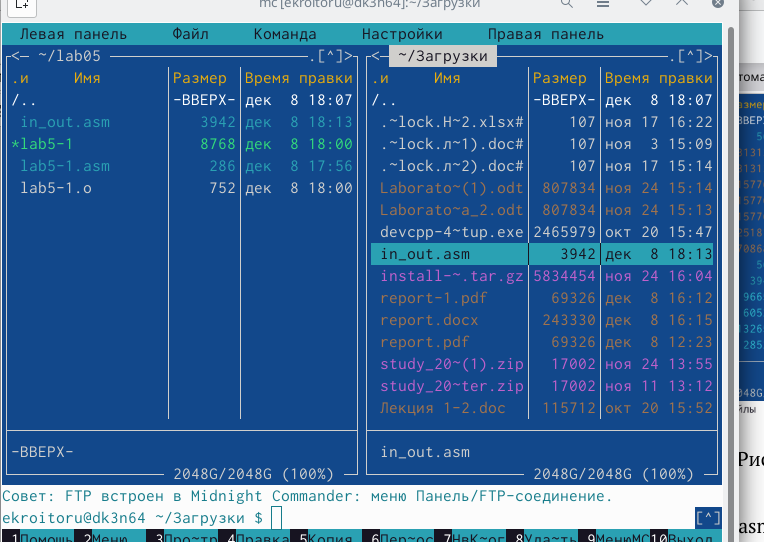 mc [ekroitoru@dk3n64]:~/Загрузки
Левая панель Файл Команда Настройки Правая панель
<— ~/lab05 .[^]> <— ~/Загрузки .[^]>
.и Имя Размер Время правки .и Имя Размер Время правки
/.. -ВВЕРХ- дек 8 18:07 /.. -ВВЕРХ- дек 8 18:07
in_out.asm 3942 дек 8 18:13 .~lock.Н~2.xlsx# 107 ноя 17 16:22
*lab5-1 8768 дек 8 18:00 .~lock.л~1).doc# 107 ноя 3 15:09
lab5-1.asm 286 дек 8 17:56 .~lock.л~2).doc# 107 ноя 17 15:14
lab5-1.o 752 дек 8 18:00 Laborato~(1).odt 807834 ноя 24 15:14
Laborato~a_2.odt 807834 ноя 24 15:13
devcpp-4~tup.exe 2465979 окт 20 15:47
in_out.asm 3942 дек 8 18:13
install-~.tar.gz 5834454 ноя 24 16:04
report-1.pdf 69326 дек 8 16:12
report.docx 243330 дек 8 16:15
report.pdf 69326 дек 8 12:23
study_20~(1).zip 17002 ноя 24 13:55
study_20~ter.zip 17002 ноя 11 13:12
Лекция 1-2.doc 115712 окт 20 15:52
-ВВЕРХ- in_out.asm
2048G/2048G (100%) 2048G/2048G (100%)
Совет: FTP встроен в Midnight Commander: меню Панель/FTP-соединение.
ekroitoru@dk3n64 ~/Загрузки $ [^]
1Помощь 2Меню 3Про~тр 4Правка 5Копия 6Пер~ос 7НвК~ог 8Уда~ть 9МенюMC 10Выход